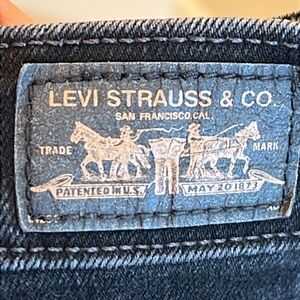 LEVI STRAUSS & CO.
SAN FRANCISCO, CAL.
TRADE MARK
PATENTED IN U.S. MAY 20 1873